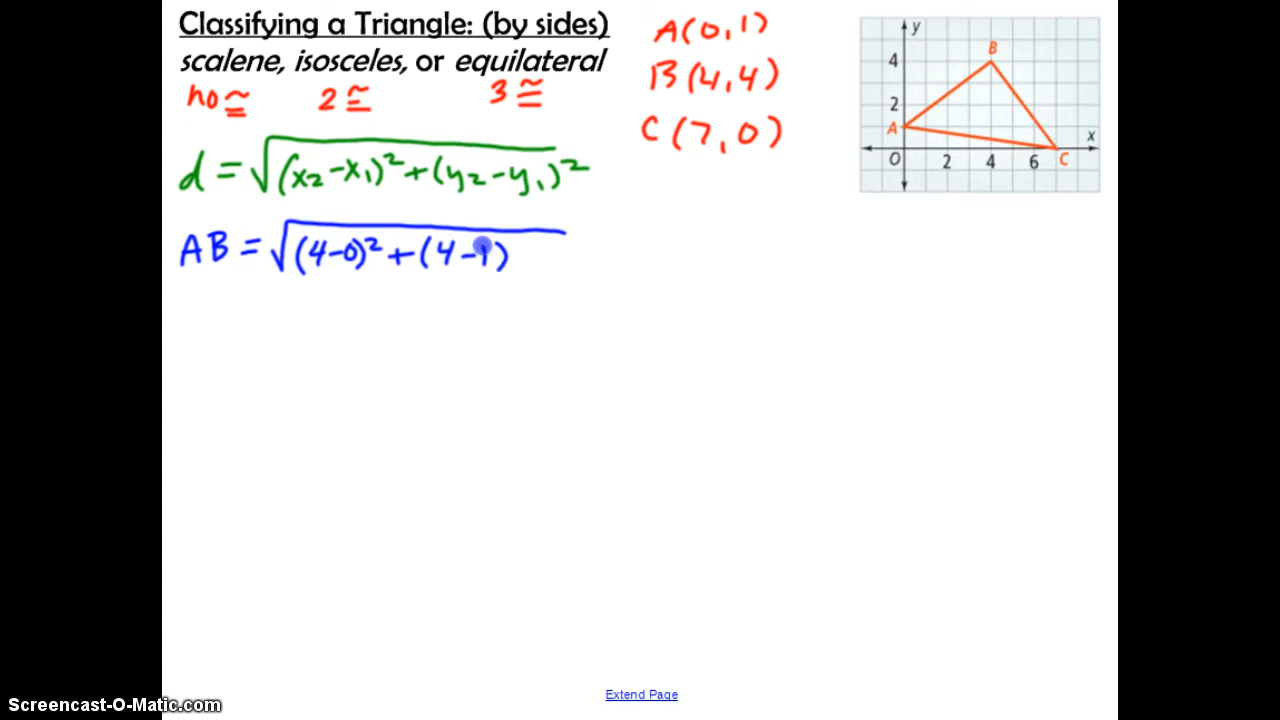 Classifying a Triangle: (by sides)
scalene, isosceles, or equilateral
no ≅ 2 ≅ 3 ≅
d = √(x₂-x₁)² + (y₂-y₁)²
AB = √(4-0)² + (4-1)
A(0,1)
B(4,4)
C(7,0)
y
B
4
2
A
x
O 2 4 6 C
Extend Page
Screencast-O-Matic.com